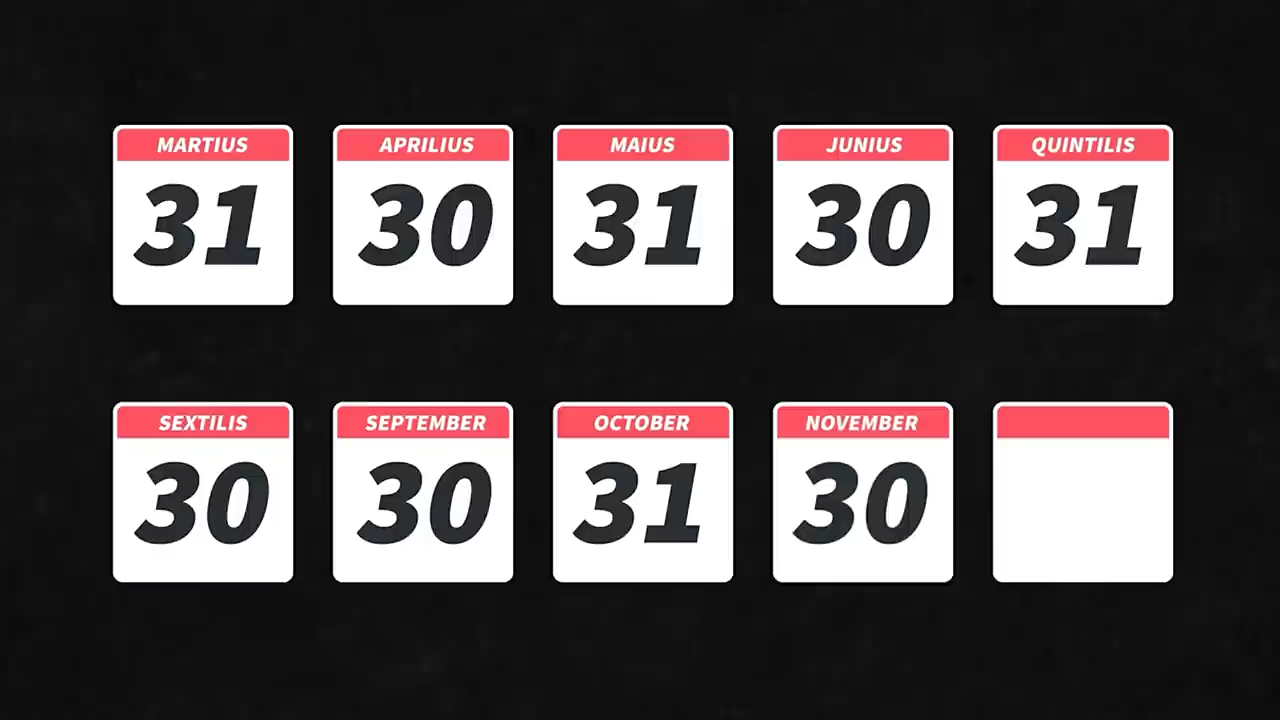 MARTIUS
31
APRILIUS
30
MAIUS
31
JUNIUS
30
QUINTILIS
31
SEXTILIS
30
SEPTEMBER
30
OCTOBER
31
NOVEMBER
30